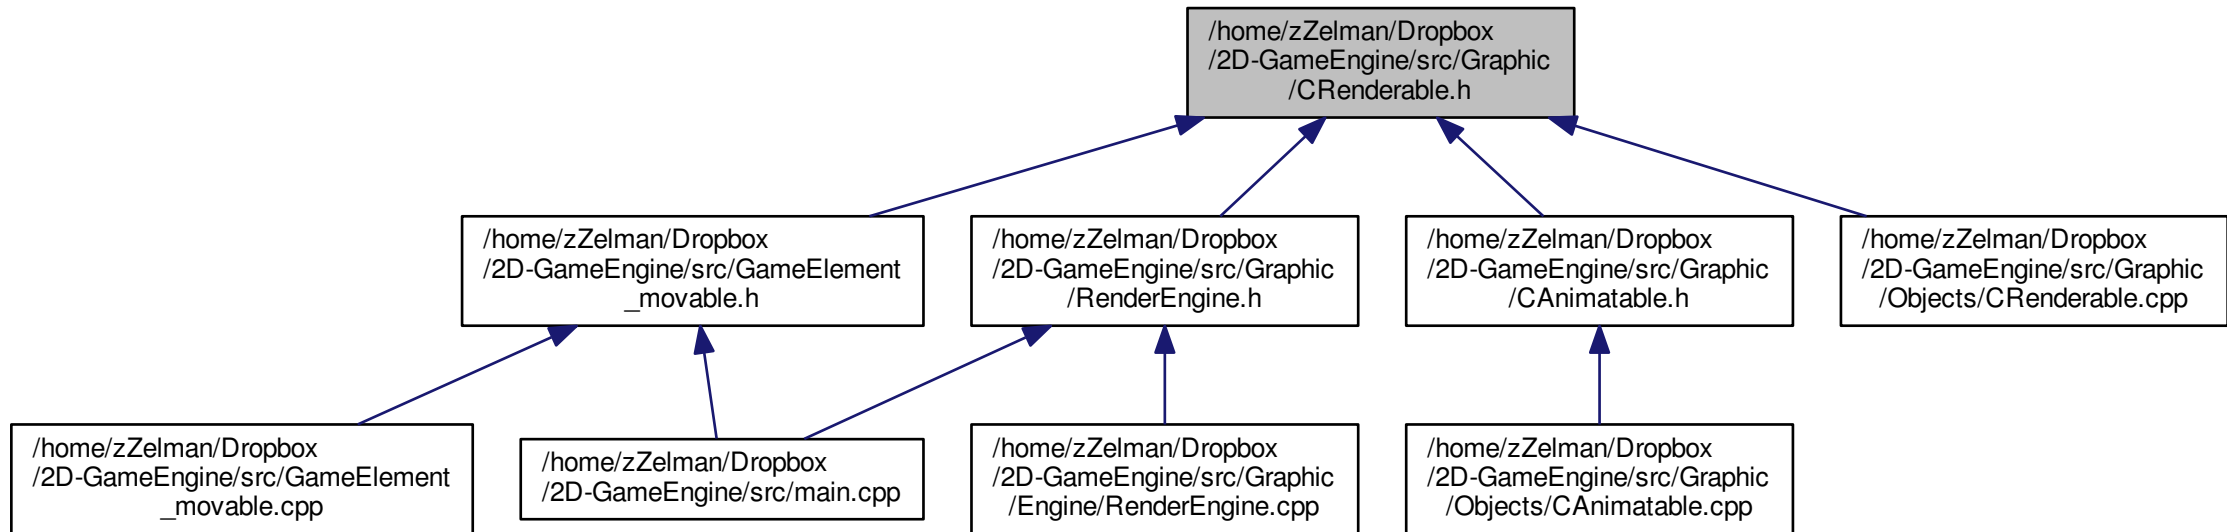 /home/zZelman/Dropbox
/2D-GameEngine/src/Graphic
/CRenderable.h
/home/zZelman/Dropbox
/2D-GameEngine/src/GameElement
_movable.h
/home/zZelman/Dropbox
/2D-GameEngine/src/Graphic
/RenderEngine.h
/home/zZelman/Dropbox
/2D-GameEngine/src/Graphic
/CAnimatable.h
/home/zZelman/Dropbox
/2D-GameEngine/src/Graphic
/Objects/CRenderable.cpp
/home/zZelman/Dropbox
/2D-GameEngine/src/GameElement
_movable.cpp
/home/zZelman/Dropbox
/2D-GameEngine/src/main.cpp
/home/zZelman/Dropbox
/2D-GameEngine/src/Graphic
/Engine/RenderEngine.cpp
/home/zZelman/Dropbox
/2D-GameEngine/src/Graphic
/Objects/CAnimatable.cpp